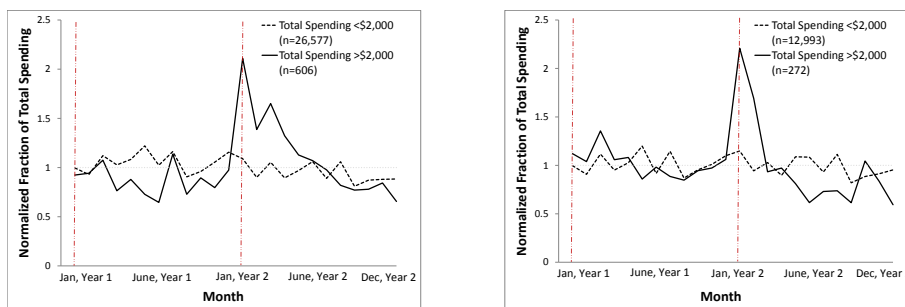 Normalized Fraction of Total Spending
2.5
2
1.5
1
0.5
0
Total Spending <$2,000
(n=26,577)
Total Spending >$2,000
(n=606)
Jan, Year 1
June, Year 1
Jan, Year 2
June, Year 2
Dec, Year 2
Month
Normalized Fraction of Total Spending
2.5
2
1.5
1
0.5
0
Total Spending <$2,000
(n=12,993)
Total Spending >$2,000
(n=272)
Jan, Year 1
June, Year 1
Jan, Year 2
June, Year 2
Dec, Year
Month